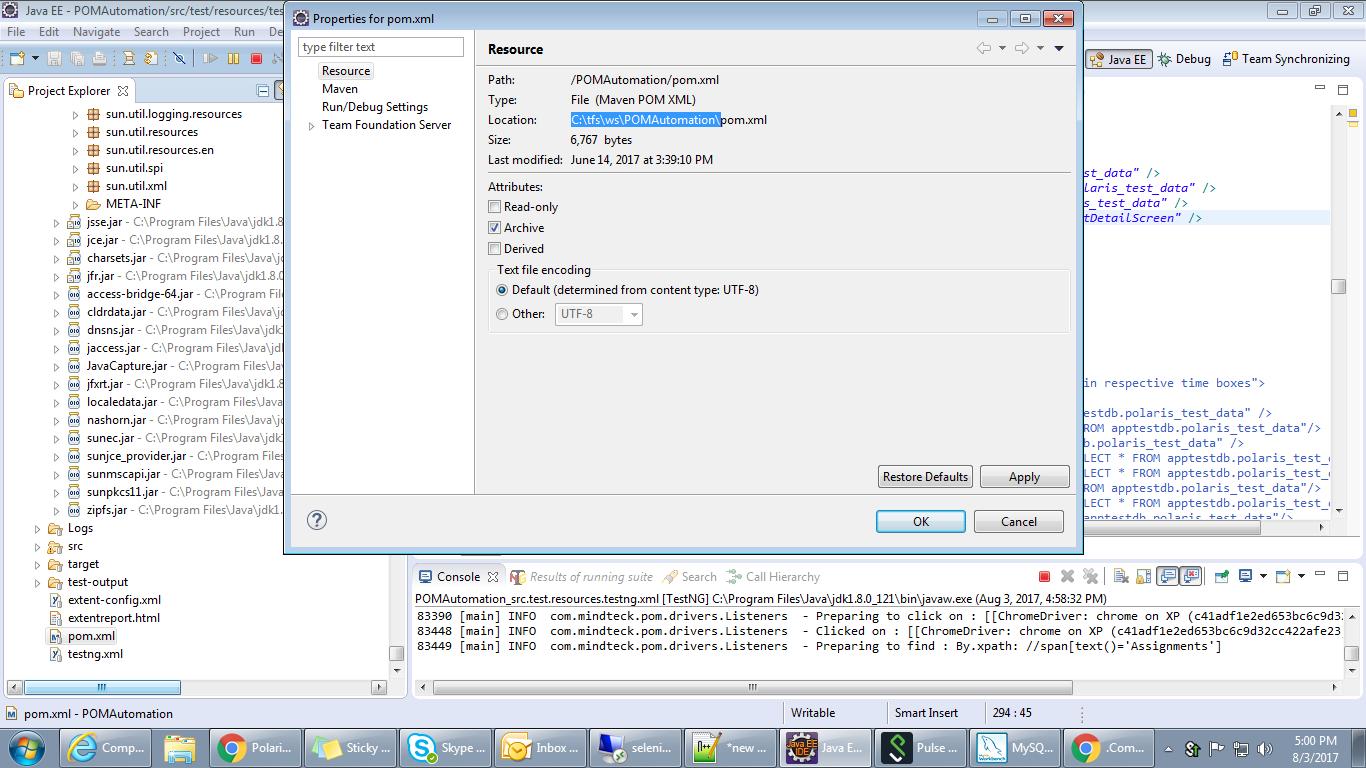 Java EE - POMAutomation/src/test/resources/tes
Properties for pom.xml
File Edit Navigate Search Project Run De
type filter text
Resource
Maven
Run/Debug Settings
Team Foundation Server
Resource
Path: /POMAutomation/pom.xml
Type: File (Maven POM XML)
Location: C:\tfs\ws\POMAutomation\pom.xml
Size: 6,767 bytes
Last modified: June 14, 2017 at 3:39:10 PM
Attributes:
Read-only
Archive
Derived
Text file encoding
Default (determined from content type: UTF-8)
Other: UTF-8
Restore Defaults Apply
OK Cancel
Java EE Debug Team Synchronizing
Project Explorer
sun.util.logging.resources
sun.util.resources
sun.util.resources.en
sun.util.spi
sun.util.xml
META-INF
jsse.jar - C:\Program Files\Java\jdk1.8.
jce.jar - C:\Program Files\Java\jdk1.8.0
charsets.jar - C:\Program Files\Java\jdk
jfr.jar - C:\Program Files\Java\jdk1.8.0
access-bridge-64.jar - C:\Program Files
cldrdata.jar - C:\Program Files\Java\jdk
dnsns.jar - C:\Program Files\Java\jdk1.
jaccess.jar - C:\Program Files\Java\jdk1
JavaCapture.jar - C:\Program Files\Java
jfxrt.jar - C:\Program Files\Java\jdk1.8
localedata.jar - C:\Program Files\Java\
nashorn.jar - C:\Program Files\Java\jdk
sunec.jar - C:\Program Files\Java\jdk1.
sunjce_provider.jar - C:\Program Files\
sunmscapi.jar - C:\Program Files\Java\
sunpkcs11.jar - C:\Program Files\Java\
zipfs.jar - C:\Program Files\Java\jdk1.
Logs
src
target
test-output
extent-config.xml
extentreport.html
pom.xml
testng.xml
st_data" />
laris_test_data" />
s_test_data" />
tDetailScreen" />
in respective time boxes">
testdb.polaris_test_data" />
FROM apptestdb.polaris_test_data"/>
b.polaris_test_data" />
SELECT * FROM apptestdb.polaris_test_
SELECT * FROM apptestdb.polaris_test_
ROM apptestdb.polaris_test_data"/>
SELECT * FROM apptestdb.polaris_test_
apptestdb.polaris_test_data"/>
Console Results of running suite Search Call Hierarchy
POMAutomation_src.test.resources.testng.xml [TestNG] C:\Program Files\Java\jdk1.8.0_121\bin\javaw.exe (Aug 3, 2017, 4:58:32 PM)
83390 [main] INFO com.mindteck.pom.drivers.Listeners - Preparing to click on : [[ChromeDriver: chrome on XP (c41adf1e2ed653bc6c9d32
83448 [main] INFO com.mindteck.pom.drivers.Listeners - Clicked on : [[ChromeDriver: chrome on XP (c41adf1e2ed653bc6c9d32cc422afe23
83449 [main] INFO com.mindteck.pom.drivers.Listeners - Preparing to find : By.xpath: //span[text()='Assignments']
pom.xml - POMAutomation Writable Smart Insert 294 : 45
Comp... Polari... Sticky ... Skype ... Inbox ... seleni... *new ... Java E... Pulse ... MySQ... .Com...
5:00 PM
8/3/2017